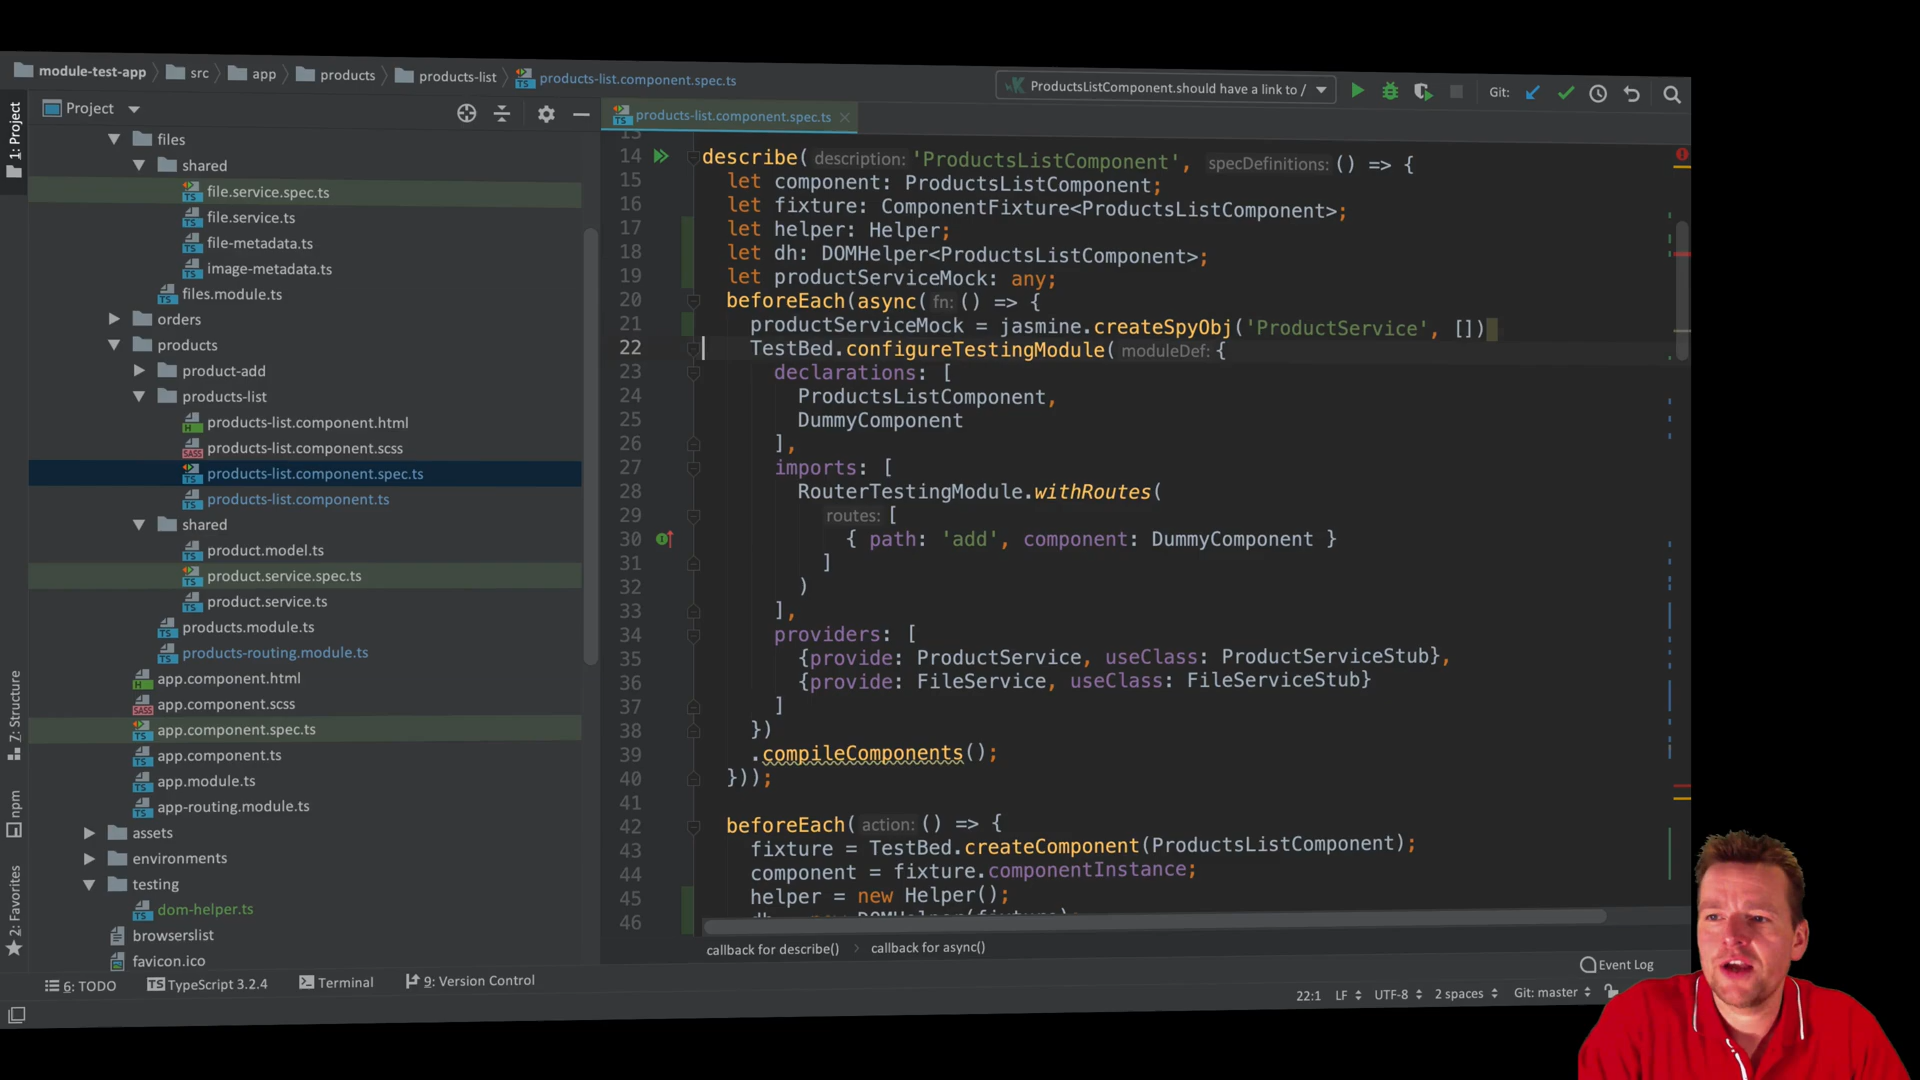 module-test-app
src
app
products
products-list
products-list.component.spec.ts
ProductsListComponent.should have a link to /
Git:
1: Project
Project
files
shared
file.service.spec.ts
file.service.ts
file-metadata.ts
image-metadata.ts
files.module.ts
orders
products
product-add
products-list
products-list.component.html
products-list.component.scss
products-list.component.spec.ts
products-list.component.ts
shared
product.model.ts
product.service.spec.ts
product.service.ts
products.module.ts
products-routing.module.ts
app.component.html
app.component.scss
app.component.spec.ts
app.component.ts
app.module.ts
app-routing.module.ts
assets
environments
testing
dom-helper.ts
browserslist
favicon.ico
7: Structure
npm
2: Favorites
products-list.component.spec.ts
13
14 describe( description: 'ProductsListComponent', specDefinitions: () => {
15 let component: ProductsListComponent;
16 let fixture: ComponentFixture<ProductsListComponent>;
17 let helper: Helper;
18 let dh: DOMHelper<ProductsListComponent>;
19 let productServiceMock: any;
20 beforeEach(async( fn: () => {
21 productServiceMock = jasmine.createSpyObj('ProductService', [])
22 TestBed.configureTestingModule( moduleDef: {
23 declarations: [
24 ProductsListComponent,
25 DummyComponent
26 ],
27 imports: [
28 RouterTestingModule.withRoutes(
29 routes: [
30 { path: 'add', component: DummyComponent }
31 ]
32 )
33 ],
34 providers: [
35 {provide: ProductService, useClass: ProductServiceStub},
36 {provide: FileService, useClass: FileServiceStub}
37 ]
38 })
39 .compileComponents();
40 }));
41
42 beforeEach( action: () => {
43 fixture = TestBed.createComponent(ProductsListComponent);
44 component = fixture.componentInstance;
45 helper = new Helper();
46 dh = new DOMHelper(fixture);
callback for describe()
callback for async()
Event Log
6: TODO
TypeScript 3.2.4
Terminal
9: Version Control
22:1
LF
UTF-8
2 spaces
Git: master